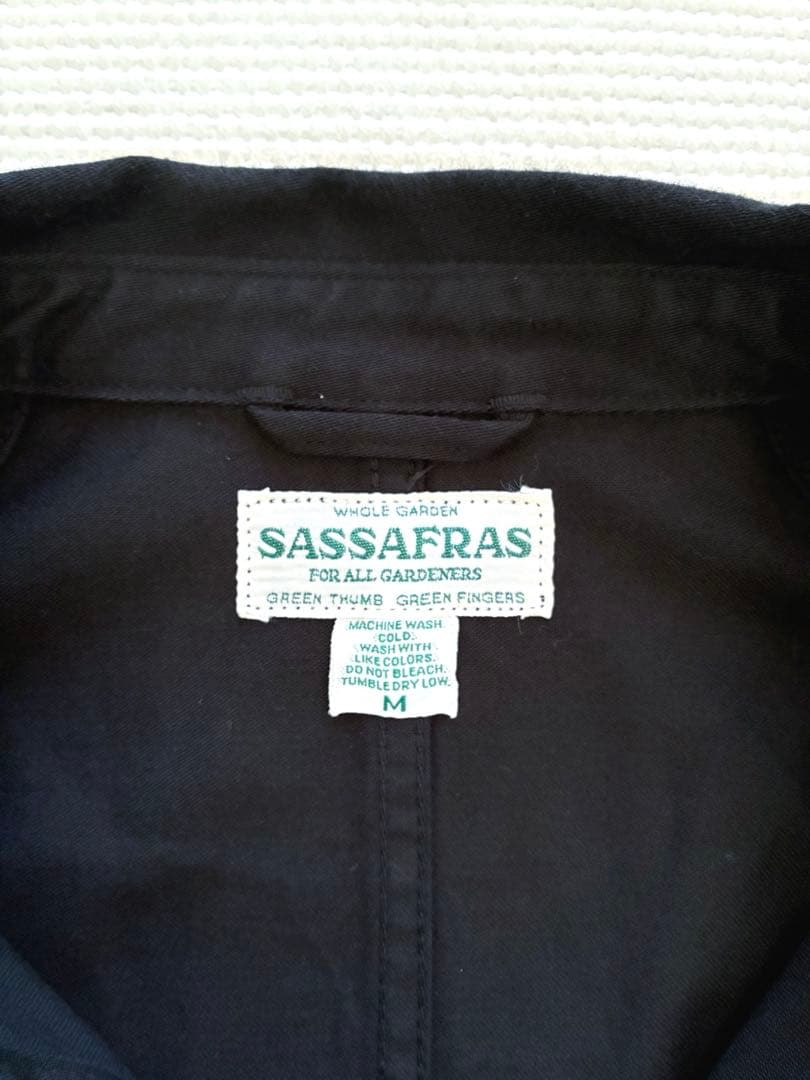 WHOLE GARDEN
SASSAFRAS
FOR ALL GARDENERS
GREEN THUMB GREEN FINGERS
MACHINE WASH
COLD.
WASH WITH
LIKE COLORS.
DO NOT BLEACH.
TUMBLE DRY LOW.
M